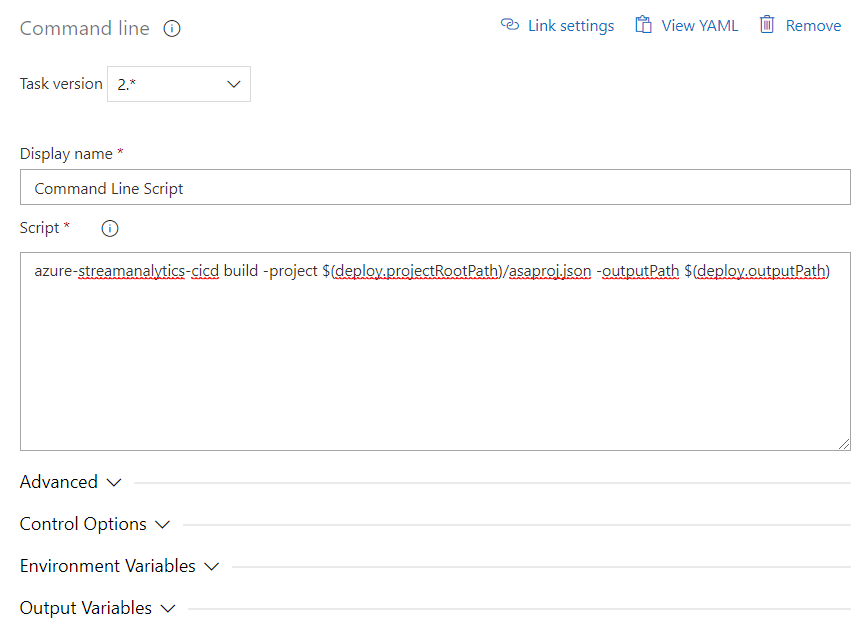 Command line Link settings View YAML Remove
Task version 2.*
Display name *
Command Line Script
Script *
azure-streamanalytics-cicd build -project $(deploy.projectRootPath)/asaproj.json -outputPath $(deploy.outputPath)
Advanced
Control Options
Environment Variables
Output Variables